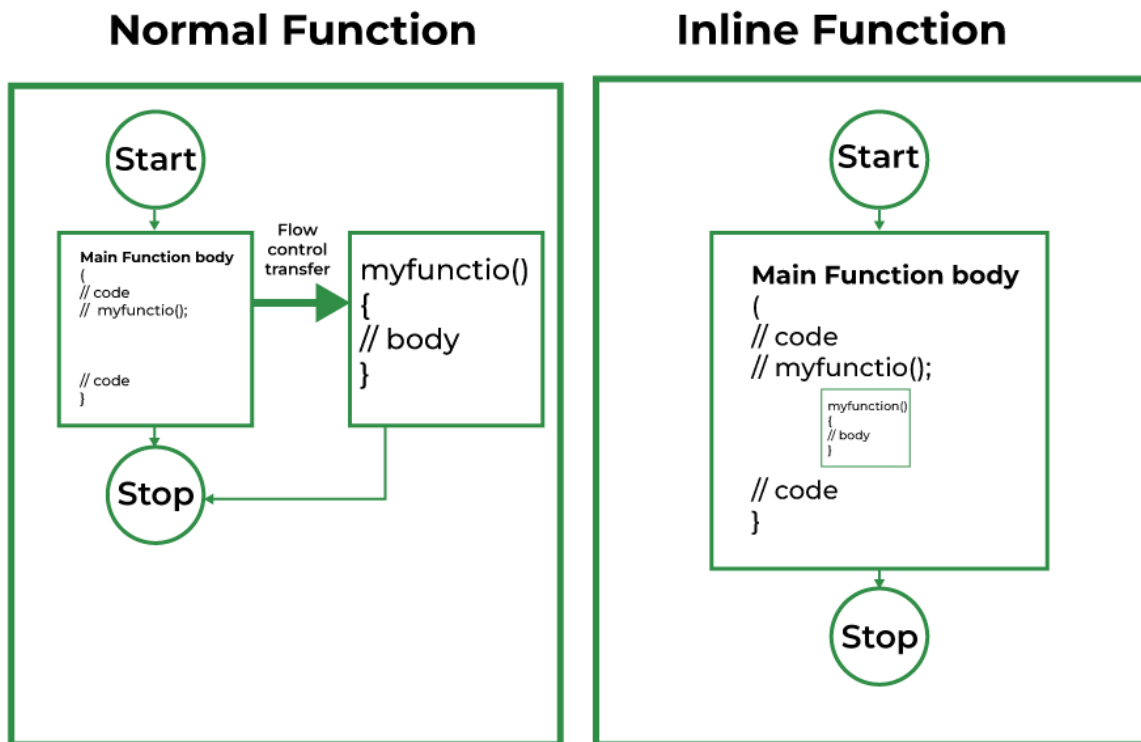 Normal Function
Start
Main Function body
{
// code
// myfunctio();
// code
}
Flow
control
transfer
myfunctio()
{
// body
}
Stop
Inline Function
Start
Main Function body
(
// code
// myfunctio();
myfunction()
{
// body
}
// code
}
Stop